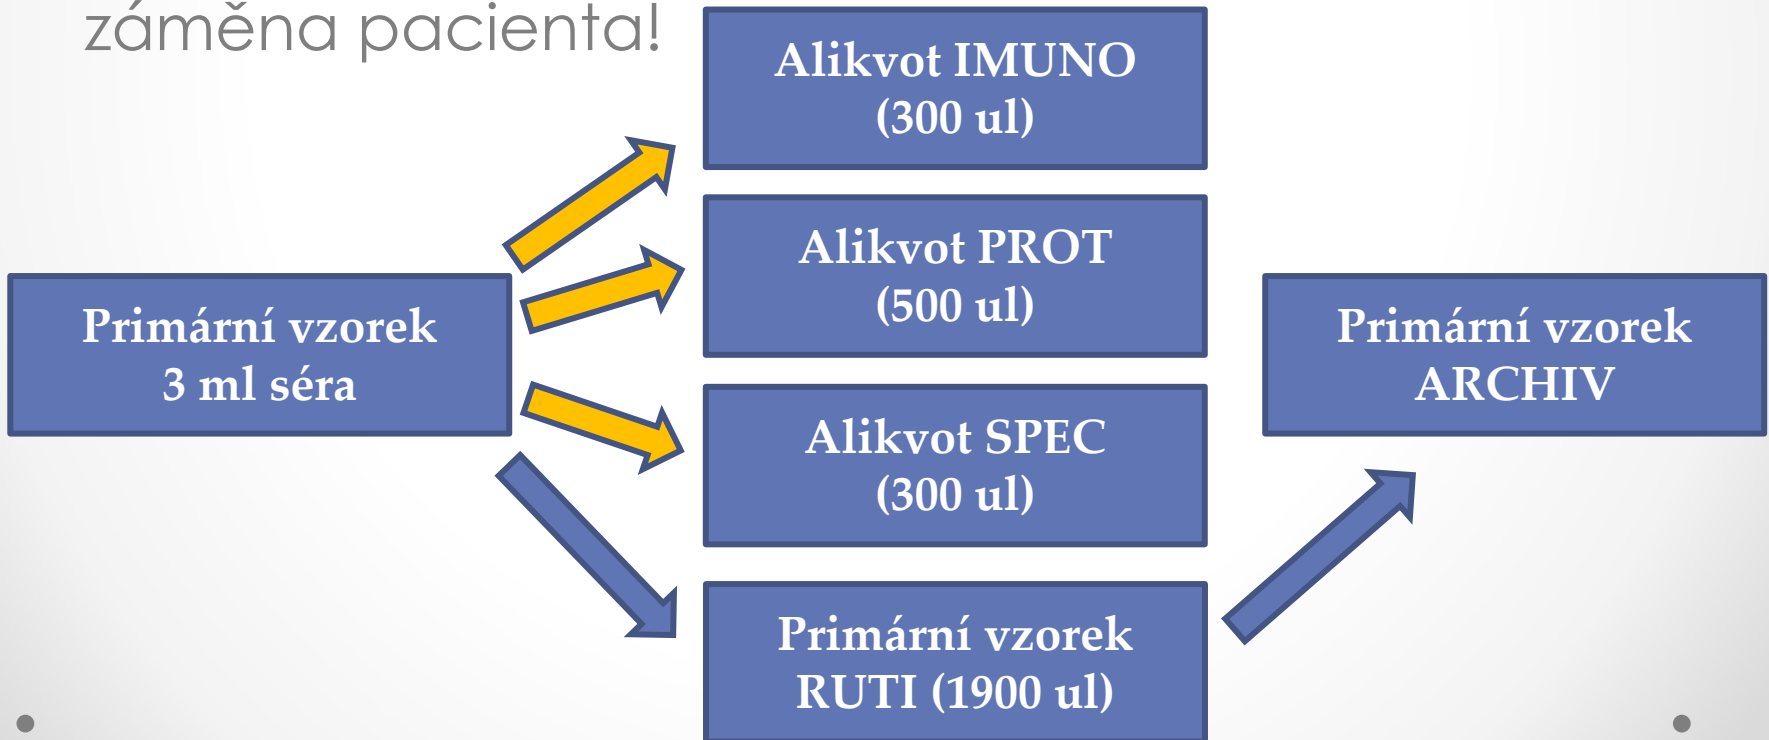 záměna pacienta!
Alikvot IMUNO
(300 ul)
Alikvot PROT
(500 ul)
Primární vzorek
3 ml séra
Primární vzorek
ARCHIV
Alikvot SPEC
(300 ul)
Primární vzorek
RUTI (1900 ul)